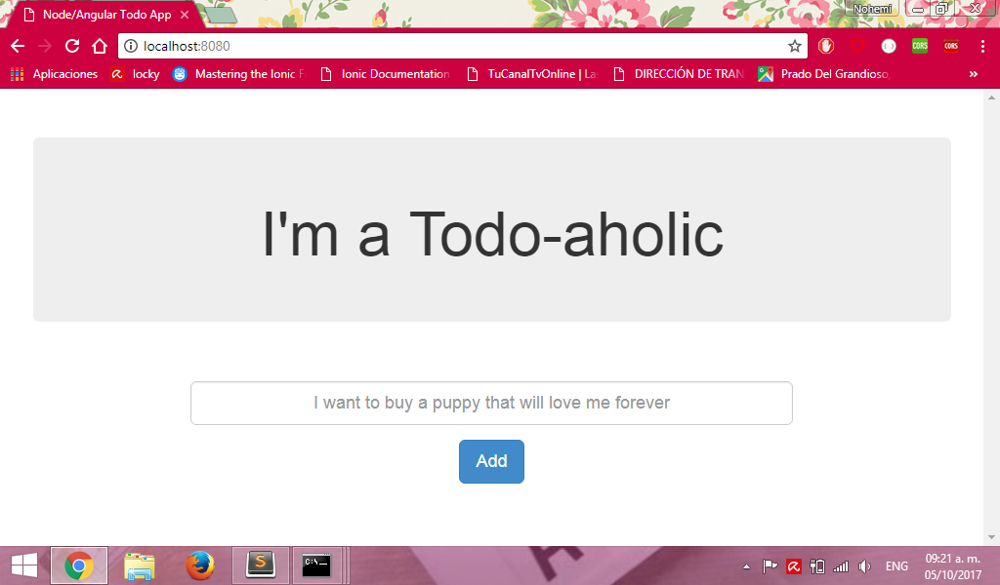 Node/Angular Todo App
Nohemi
localhost:8080
CORS
CORS
Aplicaciones
locky
Mastering the Ionic
Ionic Documentation
TuCanalTvOnline | La
DIRECCIÓN DE TRAN
Prado Del Grandioso,
»
I'm a Todo-aholic
I want to buy a puppy that will love me forever
Add
S
C:\
ENG
09:21 a. m.
05/10/2017